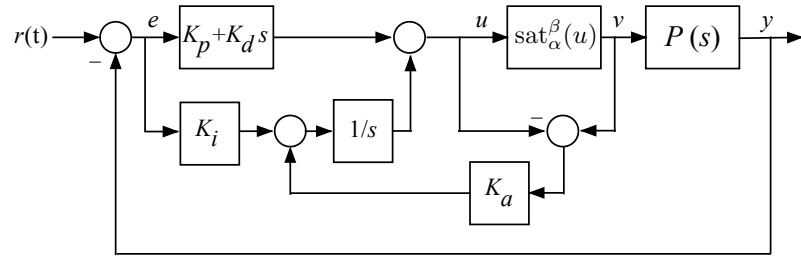 r(t)
−
e
K_p+K_d s
u
sat_α^β(u)
v
P(s)
y
K_i
1/s
−
K_a